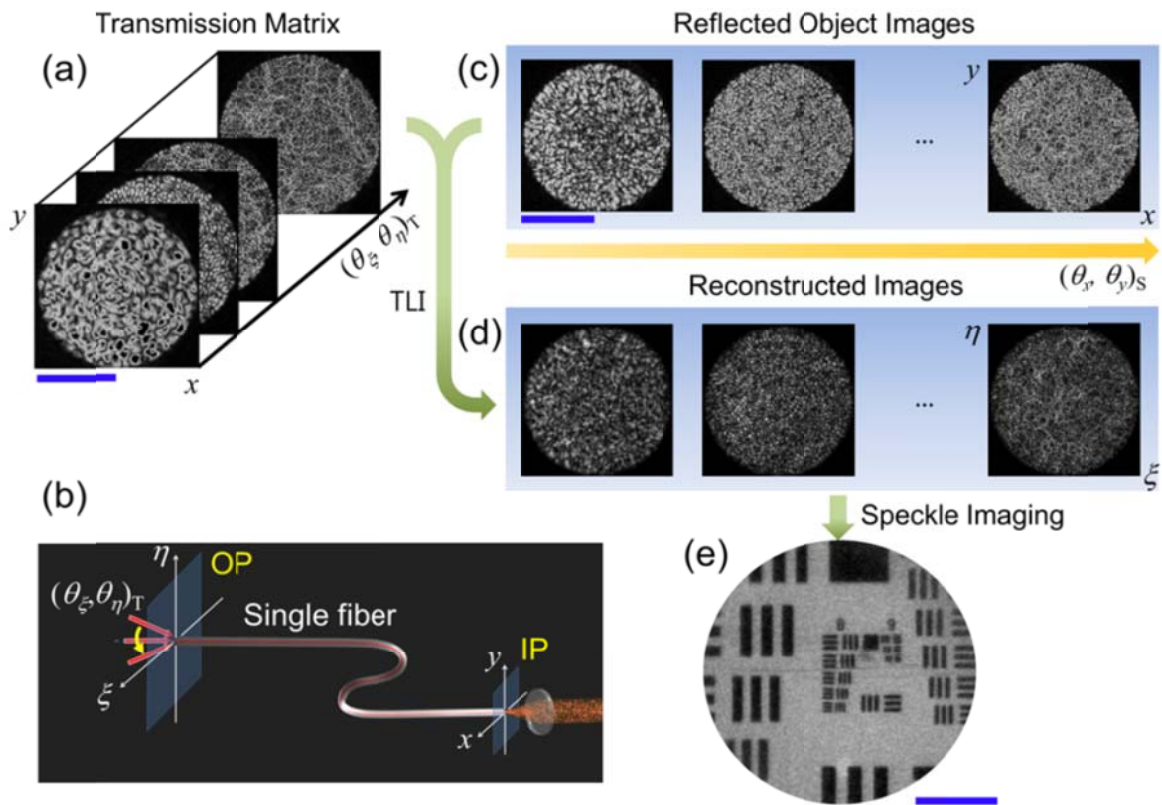 Transmission Matrix
(a)
y
x
(θξ, θη)T
TLI
Reflected Object Images
(c)
y
...
x
(θx, θy)S
Reconstructed Images
(d)
η
...
ξ
Speckle Imaging
(b)
η
OP
(θξ,θη)T
Single fiber
ξ
y
IP
x
(e)